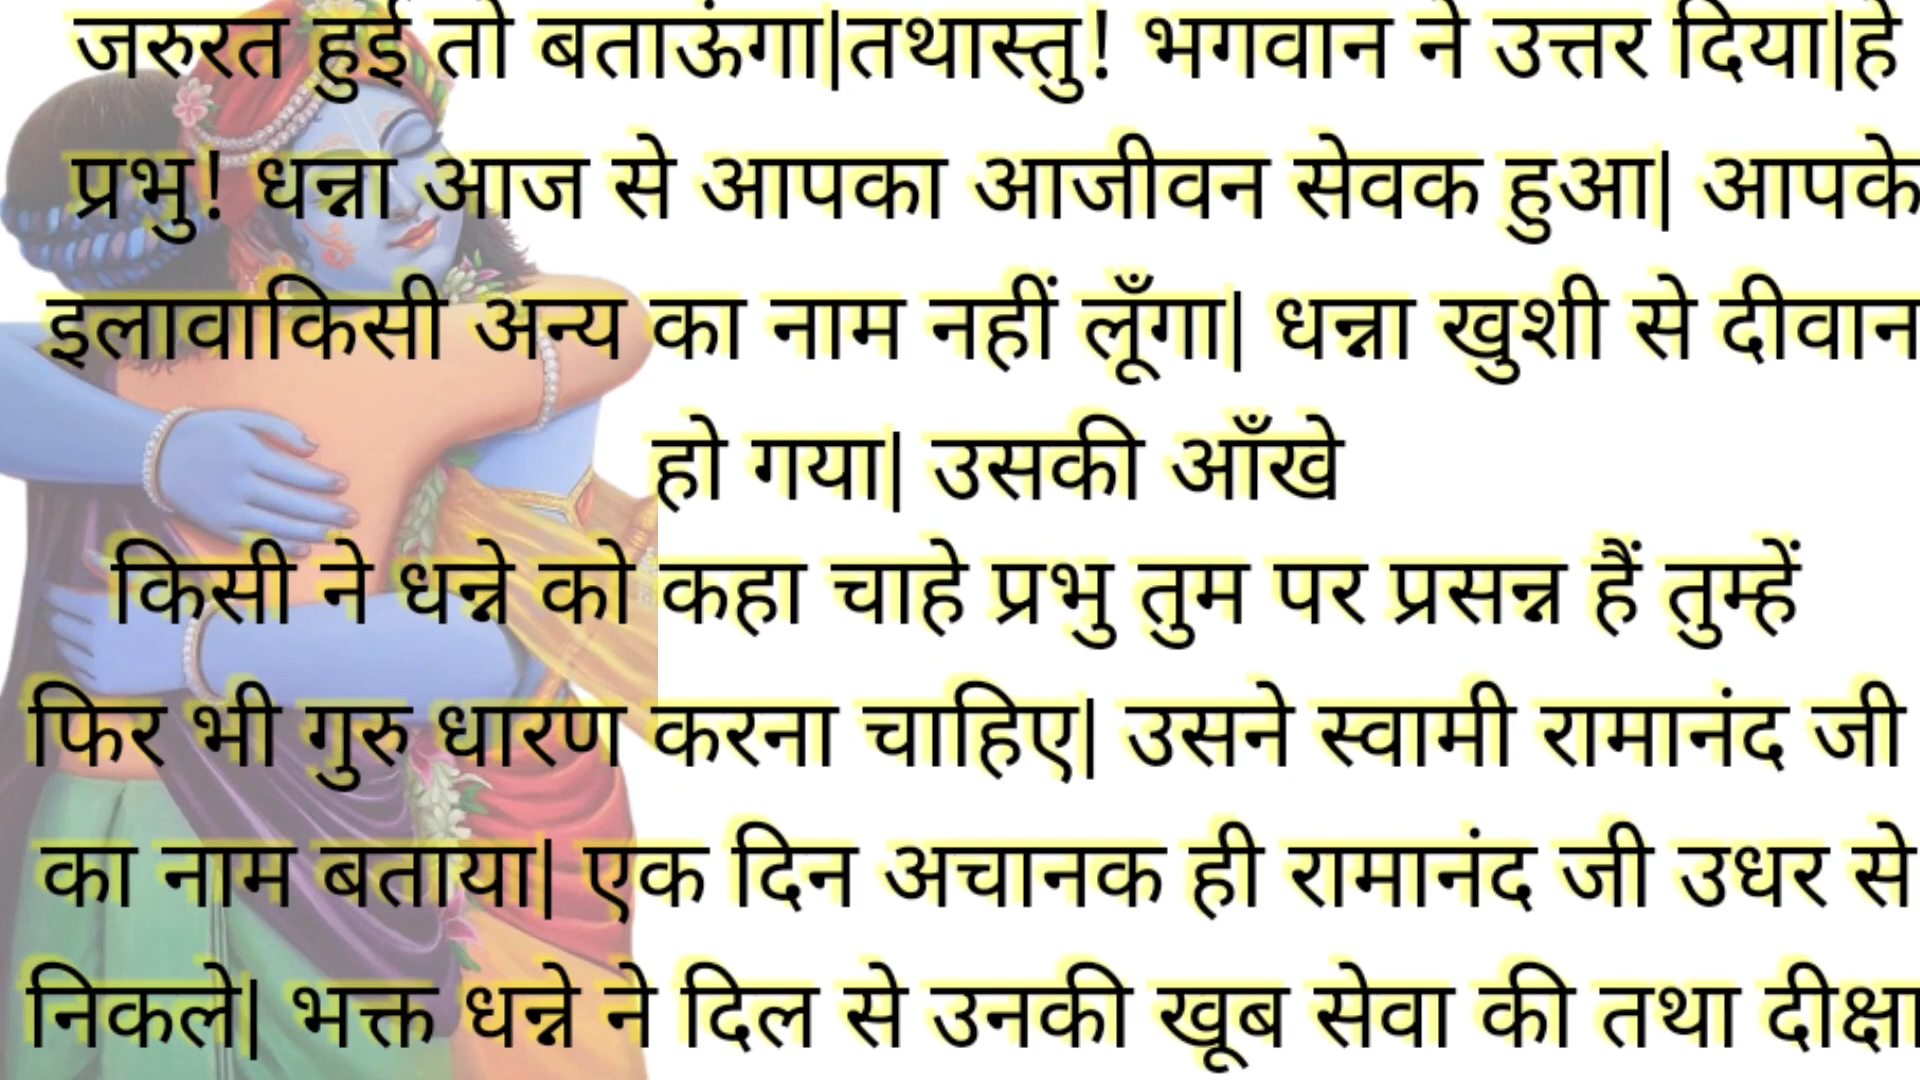 जरुरत हुई तो बताऊंगा|तथास्तु! भगवान ने उत्तर दिया|हे
प्रभु! धन्ना आज से आपका आजीवन सेवक हुआ| आपके
इलावाकिसी अन्य का नाम नहीं लूँगा| धन्ना खुशी से दीवान
हो गया| उसकी आँखे
किसी ने धन्ने को कहा चाहे प्रभु तुम पर प्रसन्न हैं तुम्हें
फिर भी गुरु धारण करना चाहिए| उसने स्वामी रामानंद जी
का नाम बताया| एक दिन अचानक ही रामानंद जी उधर से
निकले| भक्त धन्ने ने दिल से उनकी खूब सेवा की तथा दीक्षा